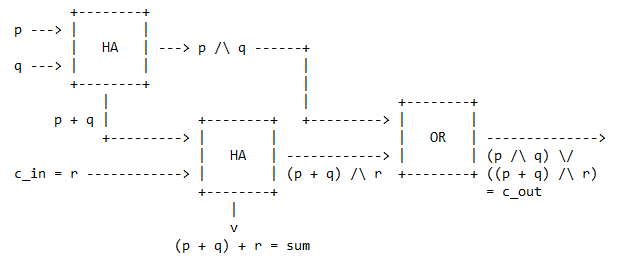 p --->
HA
---> p /\ q ------+
q --->
p + q
HA
OR
c_in = r ------------>
(p + q) /\ r
(p /\ q) \/
((p + q) /\ r)
= c_out
v
(p + q) + r = sum